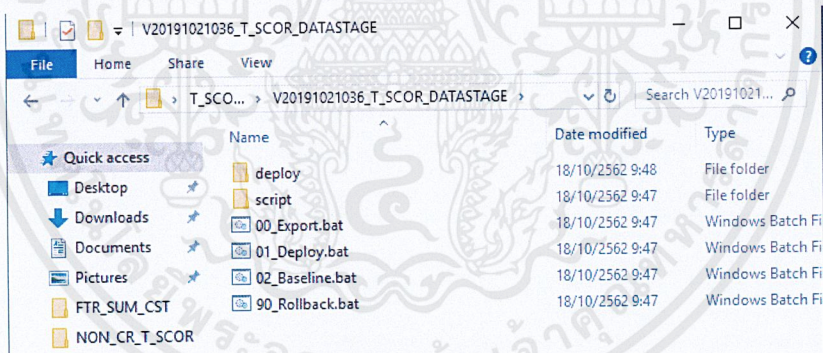 V20191021036_T_SCOR_DATASTAGE
File Home Share View
T_SCO... > V20191021036_T_SCOR_DATASTAGE > Search V20191021...
Name Date modified Type
Quick access
deploy 18/10/2562 9:48 File folder
Desktop
script 18/10/2562 9:47 File folder
Downloads
00_Export.bat 18/10/2562 9:47 Windows Batch Fi
Documents
01_Deploy.bat 18/10/2562 9:47 Windows Batch Fi
Pictures
02_Baseline.bat 18/10/2562 9:47 Windows Batch Fi
FTR_SUM_CST
90_Rollback.bat 18/10/2562 9:47 Windows Batch Fi
NON_CR_T_SCOR